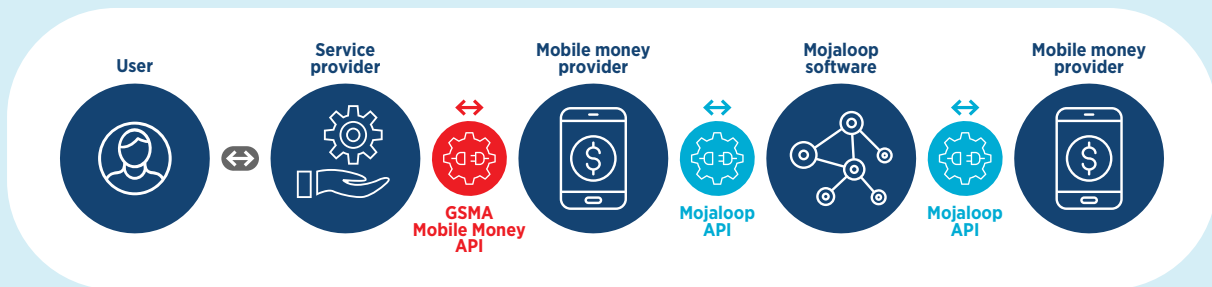 User
Service
provider
Mobile money
provider
Mojaloop
software
Mobile money
provider
GSMA
Mobile Money
API
Mojaloop
API
Mojaloop
API
$
$